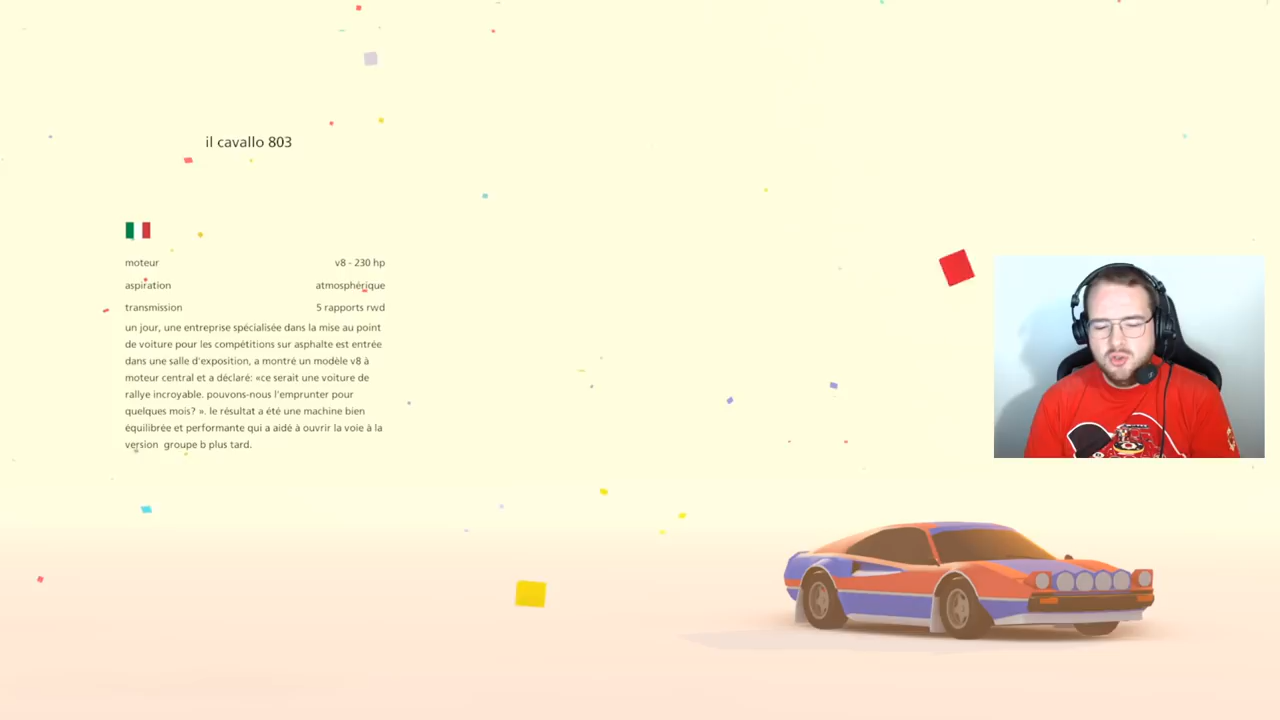 il cavallo 803
moteur v8 - 230 hp
aspiration atmosphérique
transmission 5 rapports rwd
un jour, une entreprise spécialisée dans la mise au point
de voiture pour les compétitions sur asphalte est entrée
dans une salle d'exposition, a montré un modèle v8 à
moteur central et a déclaré: «ce serait une voiture de
rallye incroyable. pouvons-nous l'emprunter pour
quelques mois? ». le résultat a été une machine bien
équilibrée et performante qui a aidé à ouvrir la voie à la
version  groupe b plus tard.